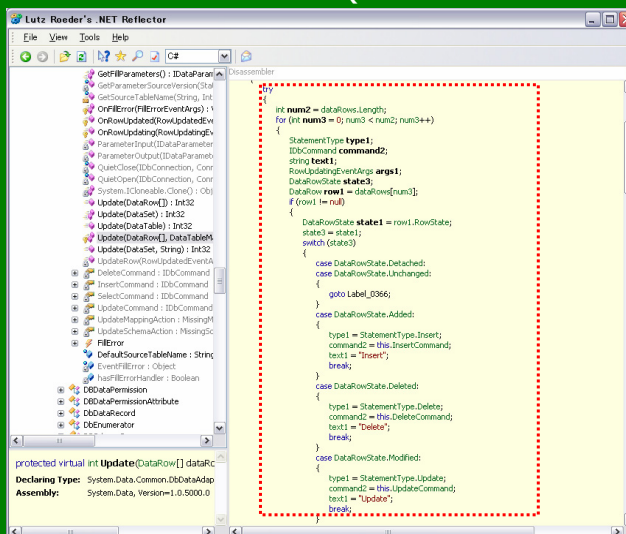 Lutz Roeder's .NET Reflector
File View Tools Help
C#
GetFillParameters() : IDataParam
GetParameterSourceVersion(Stat
GetSourceTableName(String, Int
OnFillError(FillErrorEventArgs) : V
OnRowUpdated(RowUpdatedEve
OnRowUpdating(RowUpdatingEv
ParameterInput(IDataParameter
ParameterOutput(IDataParamet
QuietClose(IDbConnection, Conr
QuietOpen(IDbConnection, Conn
System.ICloneable.Clone() : Obj
Update(DataRow[]) : Int32
Update(DataSet) : Int32
Update(DataTable) : Int32
Update(DataRow[], DataTableM
Update(DataSet, String) : Int32
UpdateRow(RowUpdatedEventA
DeleteCommand : IDbCommand
InsertCommand : IDbCommand
SelectCommand : IDbCommand
UpdateCommand : IDbCommand
UpdateMappingAction : MissingM
UpdateSchemaAction : MissingSc
FillError
DefaultSourceTableName : String
EventFillError : Object
hasFillErrorHandler : Boolean
DBDataPermission
DBDataPermissionAttribute
DbDataRecord
DbEnumerator
protected virtual int Update(DataRow[] dataRc
Declaring Type: System.Data.Common.DbDataAdap
Assembly: System.Data, Version=1.0.5000.0
Disassembler
try
{
int num2 = dataRows.Length;
for (int num3 = 0; num3 < num2; num3++)
{
StatementType type1;
IDbCommand command2;
string text1;
RowUpdatingEventArgs args1;
DataRowState state3;
DataRow row1 = dataRows[num3];
if (row1 != null)
{
DataRowState state1 = row1.RowState;
state3 = state1;
switch (state3)
{
case DataRowState.Detached:
case DataRowState.Unchanged:
{
goto Label_0366;
}
case DataRowState.Added:
{
type1 = StatementType.Insert;
command2 = this.InsertCommand;
text1 = "Insert";
break;
}
case DataRowState.Deleted:
{
type1 = StatementType.Delete;
command2 = this.DeleteCommand;
text1 = "Delete";
break;
}
case DataRowState.Modified:
{
type1 = StatementType.Update;
command2 = this.UpdateCommand;
text1 = "Update";
break;
}